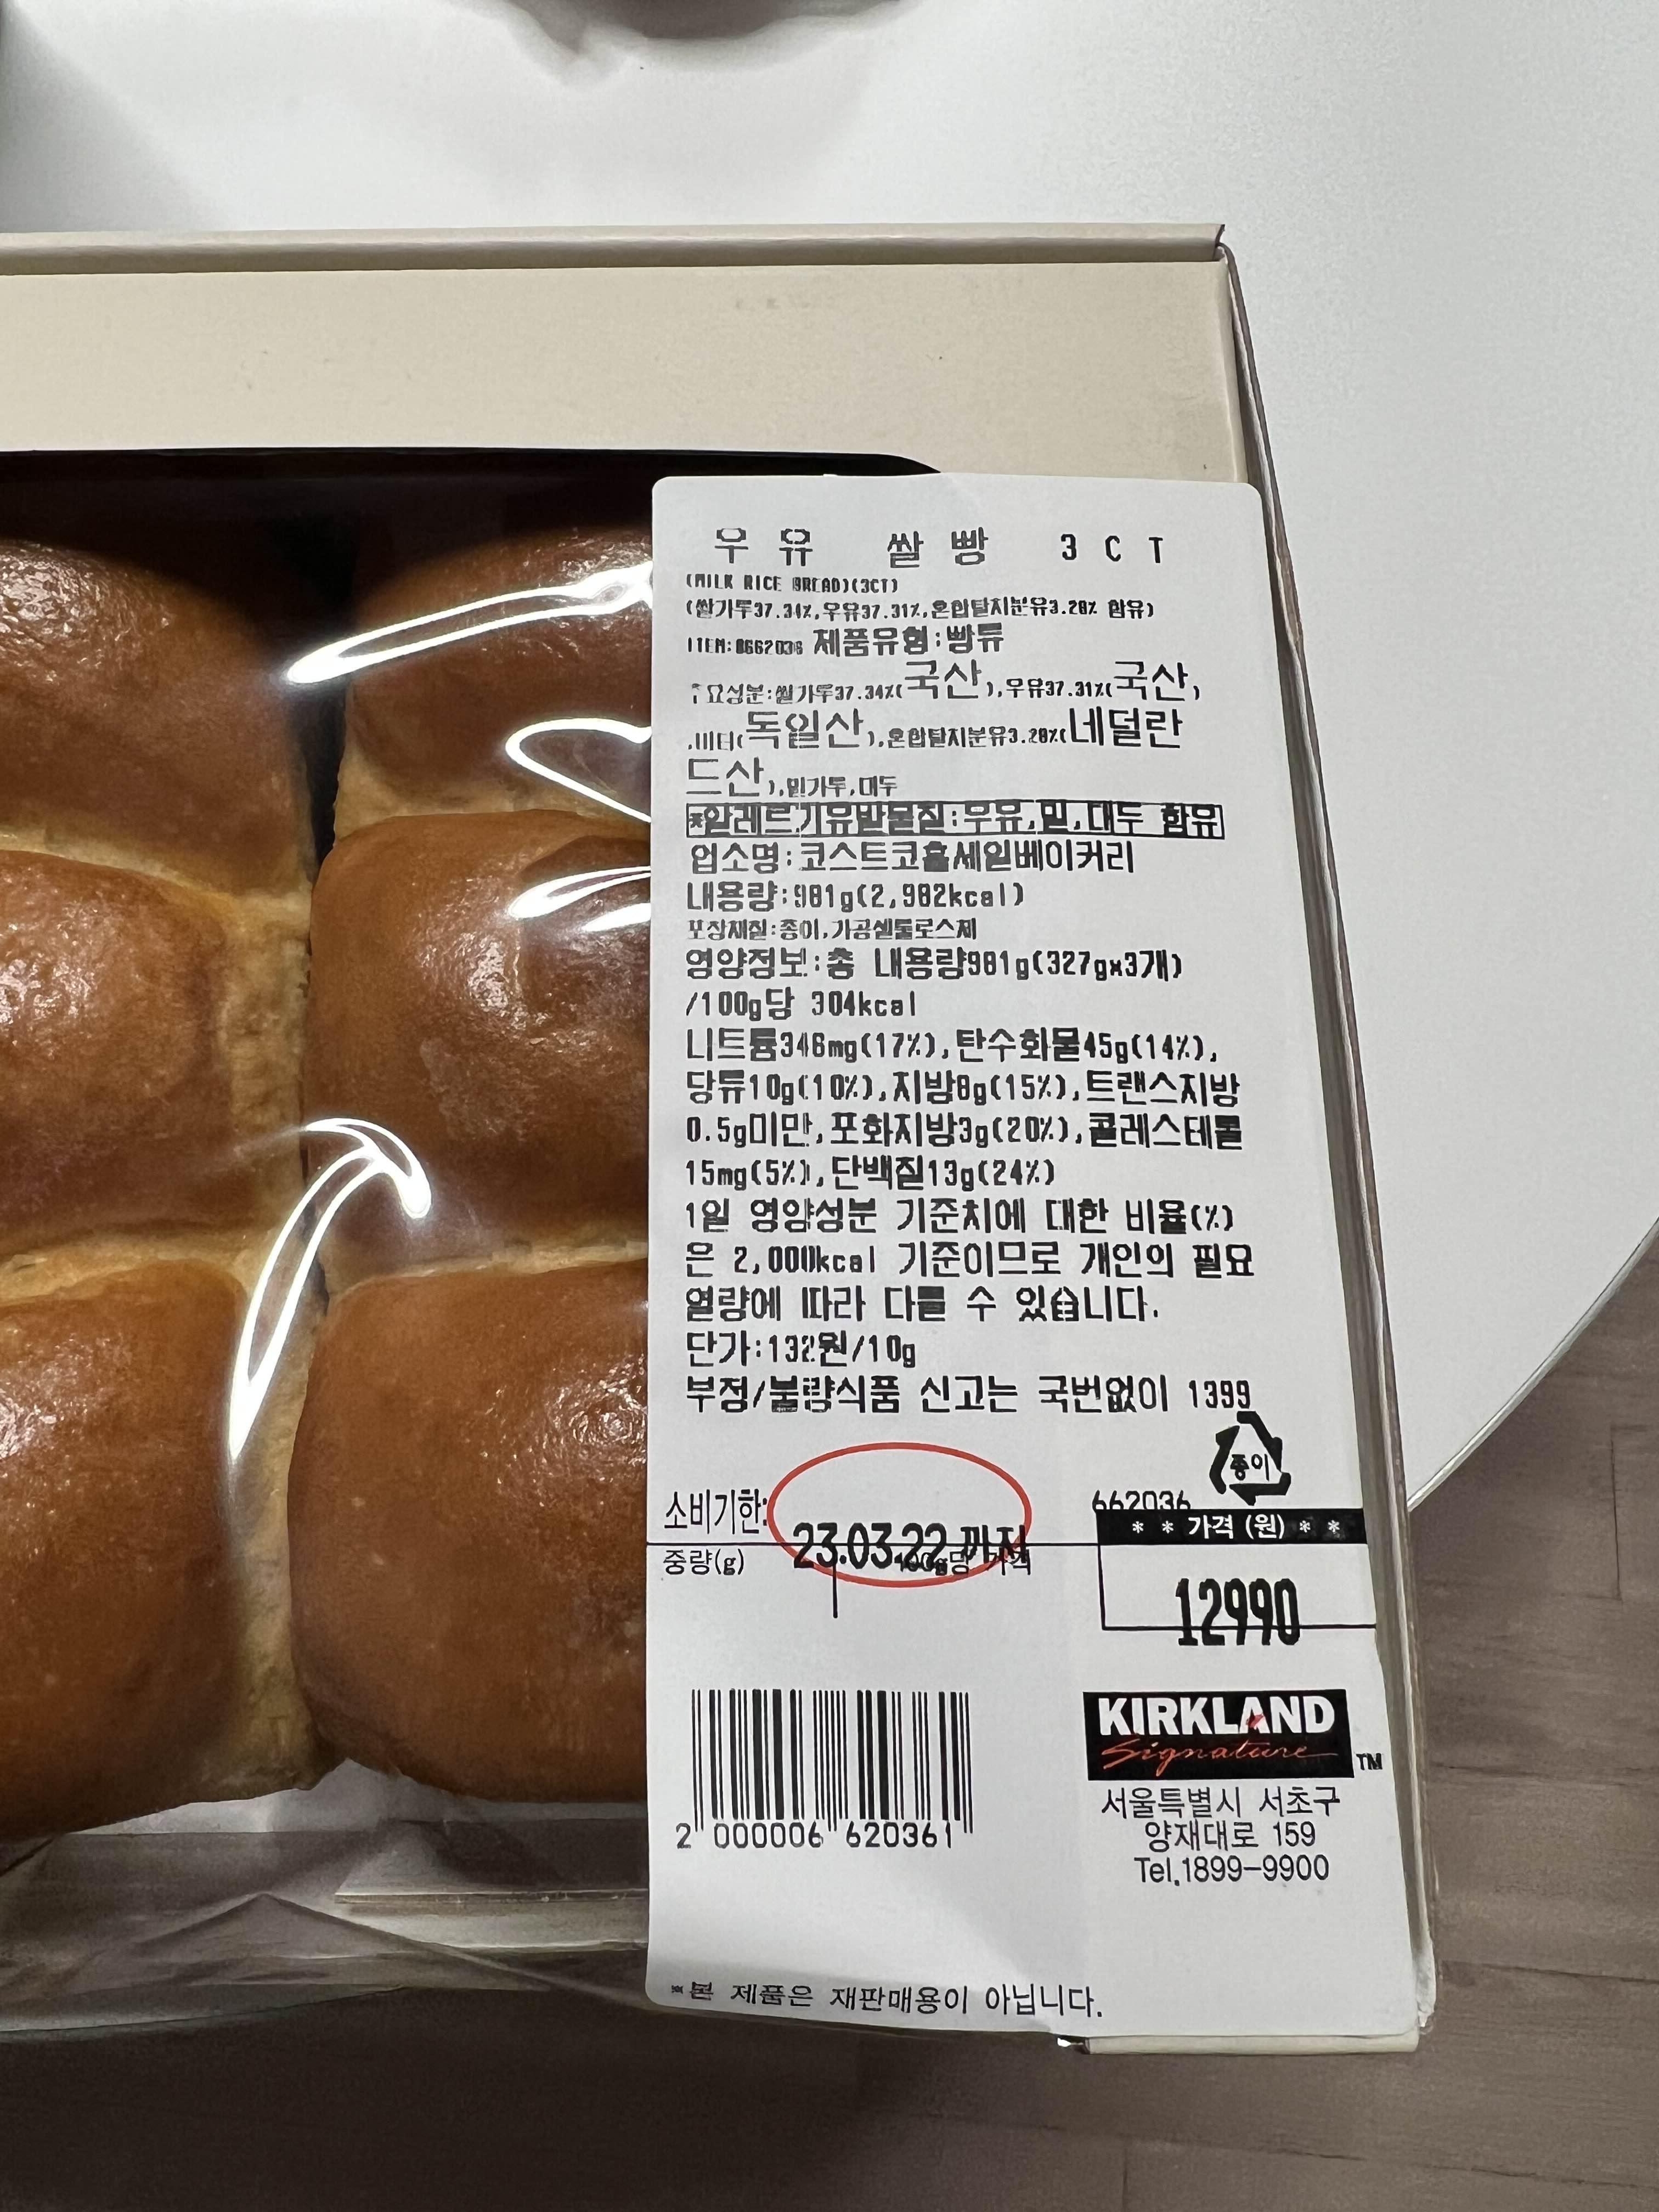 우유 쌀빵 3CT
(MILK RICE BREAD)(3CT)
(쌀가루37.34%,우유37.31%,혼합탈지분유3.28% 함유)
ITEM:0662036 제품유형:빵류
요성분:쌀가루37.34%(국산),우유37.31%(국산)
,버터(독일산),혼합탈지분유3.28%(네덜란
드산),밀가루,대두
*알레르기유발물질:우유,밀,대두 함유
업소명:코스트코홀세일베이커리
내용량:981g(2,982kcal)
포장재질:종이,가공셀룰로스제
영양정보:총 내용량981g(327gx3개)
/100g당 304kcal
나트륨346mg(17%),탄수화물45g(14%),
당류10g(10%),지방8g(15%),트랜스지방
0.5g미만,포화지방3g(20%),콜레스테롤
15mg(5%),단백질13g(24%)
1일 영양성분 기준치에 대한 비율(%)
은 2,000kcal 기준이므로 개인의 필요
열량에 따라 다를 수 있습니다.
단가:132원/10g
부정/불량식품 신고는 국번없이 1399
종이
662036
소비기한:
23.03.22 까지
* * 가격 (원) * *
중량(g) 100g당 가격
12990
KIRKLAND
Signature TM
2 000006 620361
서울특별시 서초구
양재대로 159
Tel.1899-9900
※본 제품은 재판매용이 아닙니다.